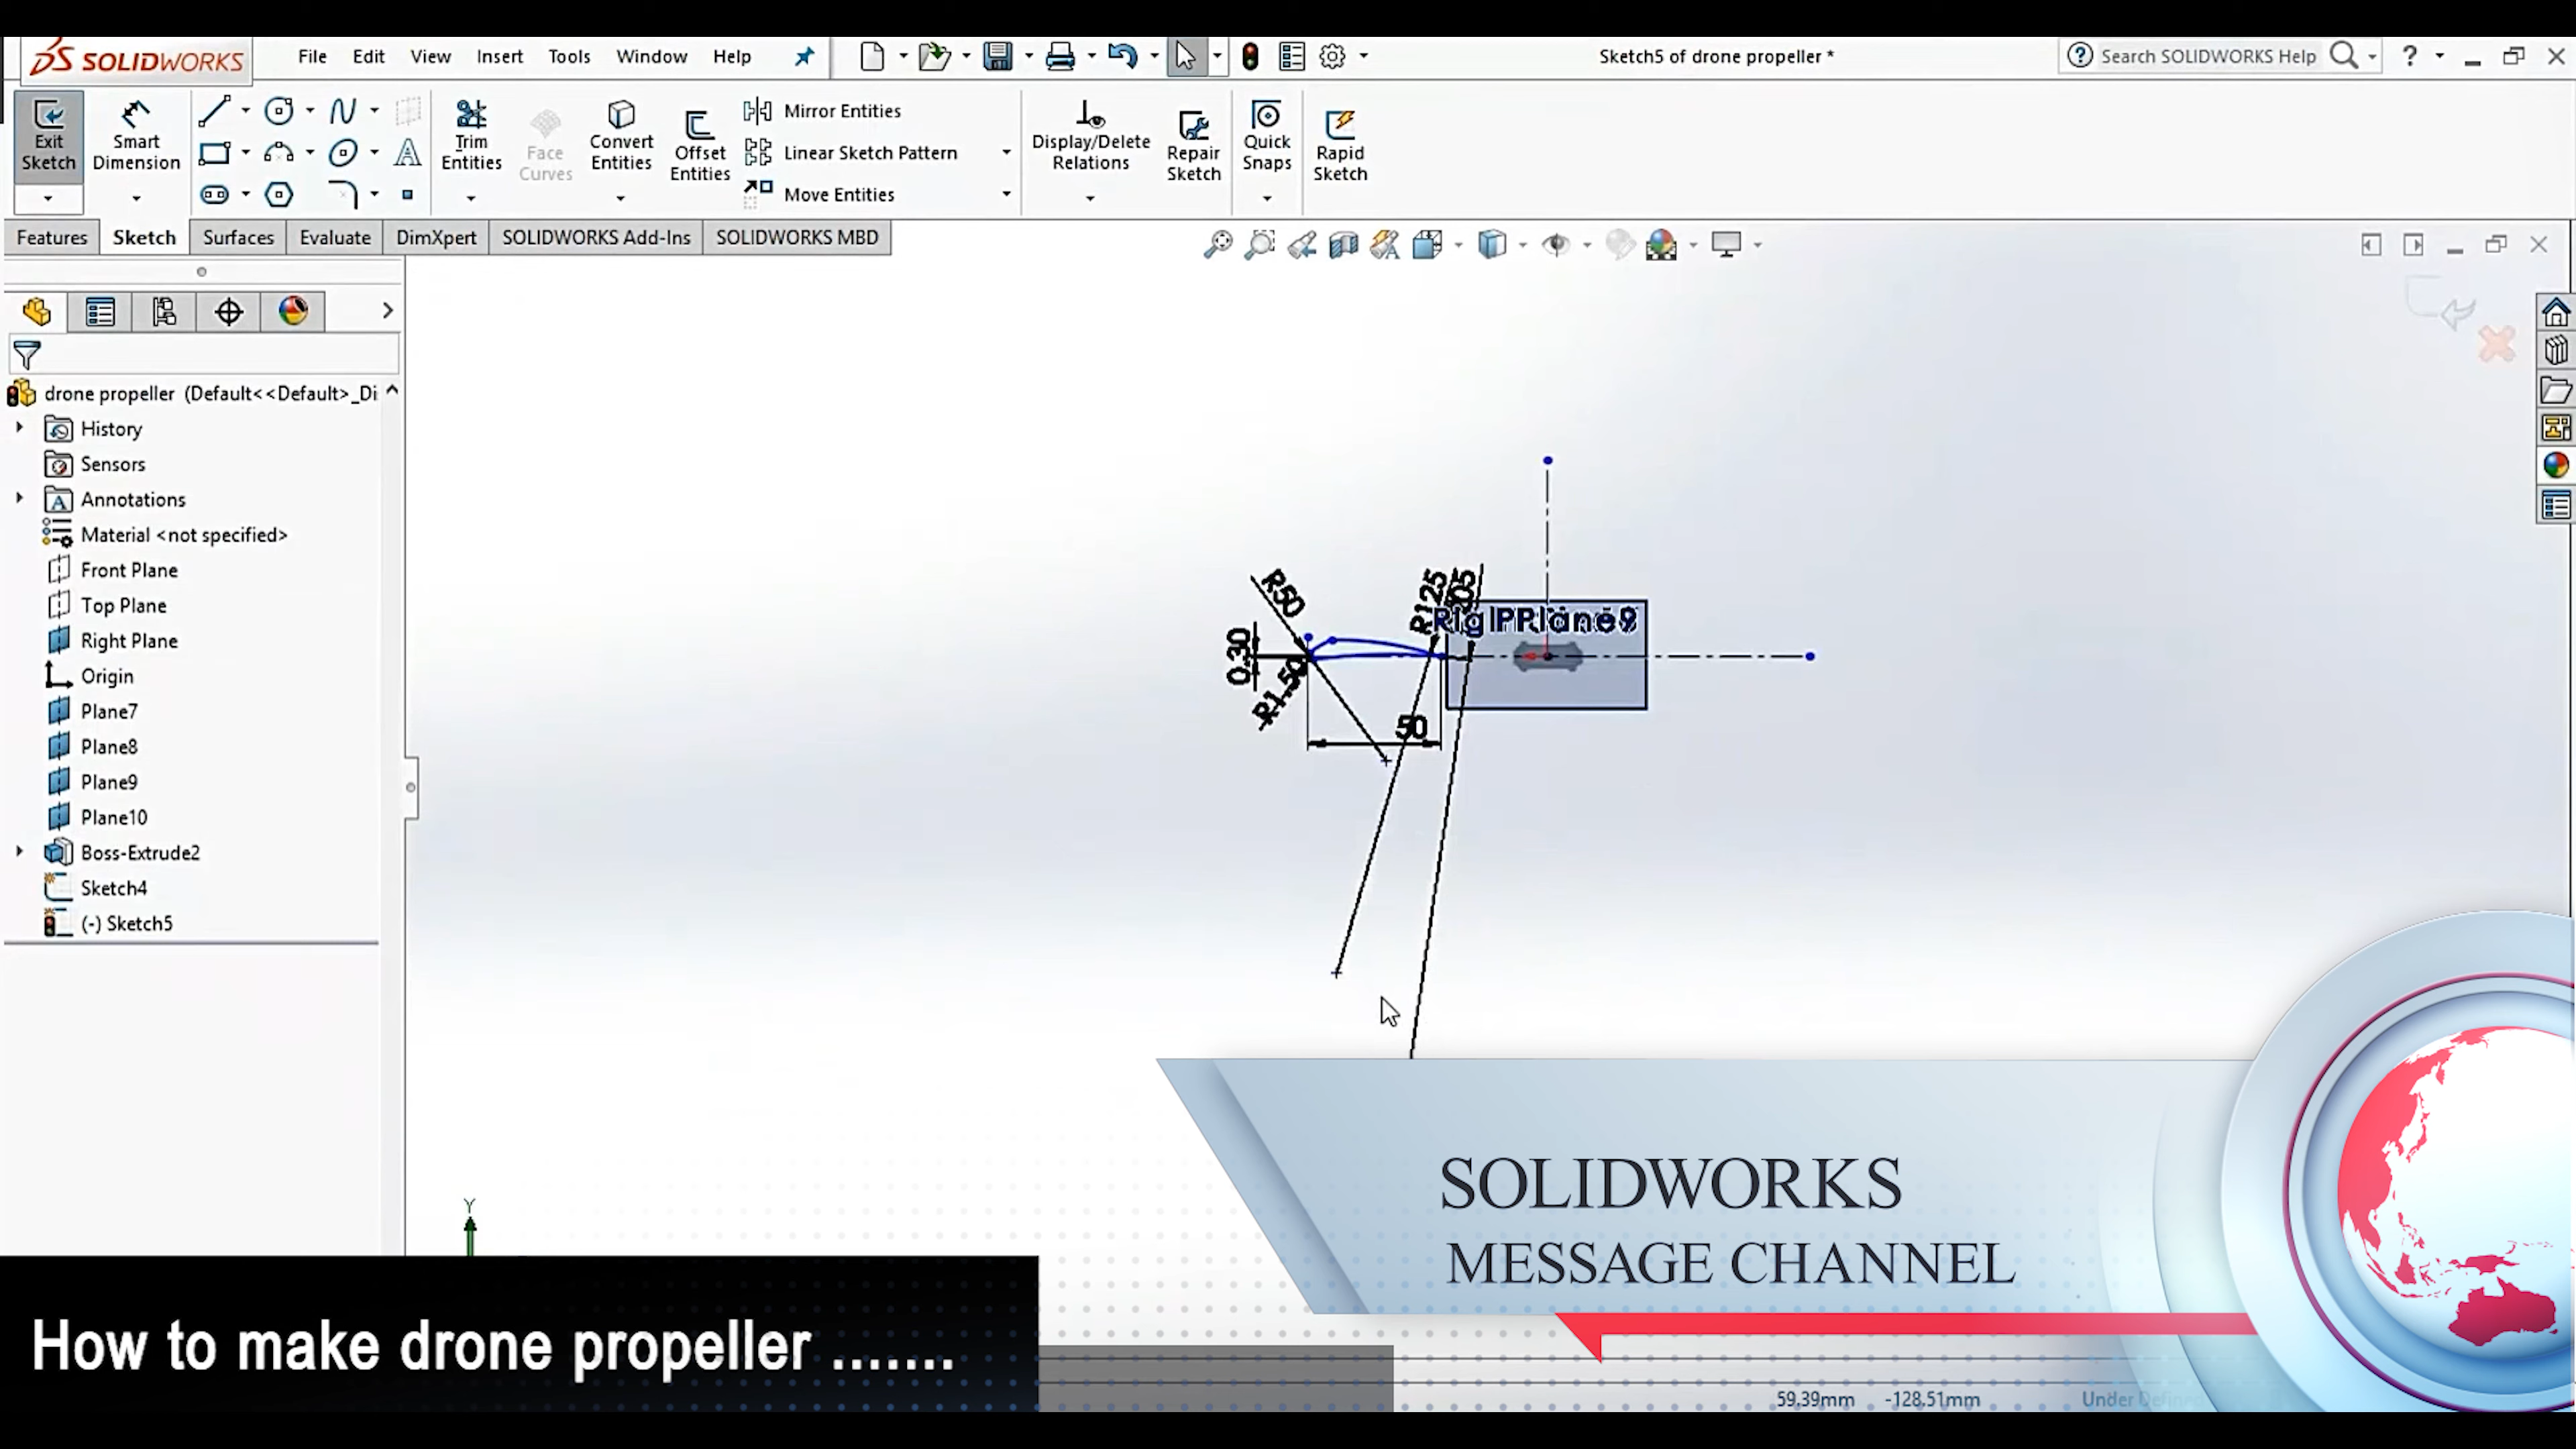 SOLIDWORKS
File Edit View Insert Tools Window Help
Sketch5 of drone propeller *
Search SOLIDWORKS Help
Exit Sketch
Smart Dimension
Trim Entities
Face Curves
Convert Entities
Offset Entities
Mirror Entities
Linear Sketch Pattern
Move Entities
Display/Delete Relations
Repair Sketch
Quick Snaps
Rapid Sketch
Features Sketch Surfaces Evaluate DimXpert SOLIDWORKS Add-Ins SOLIDWORKS MBD
drone propeller (Default<<Default>_Di
History
Sensors
Annotations
Material <not specified>
Front Plane
Top Plane
Right Plane
Origin
Plane7
Plane8
Plane9
Plane10
Boss-Extrude2
Sketch4
(-) Sketch5
R50
R125
0.30
R1.50
50
Y
SOLIDWORKS
MESSAGE CHANNEL
How to make drone propeller .......
59.39mm -128.51mm